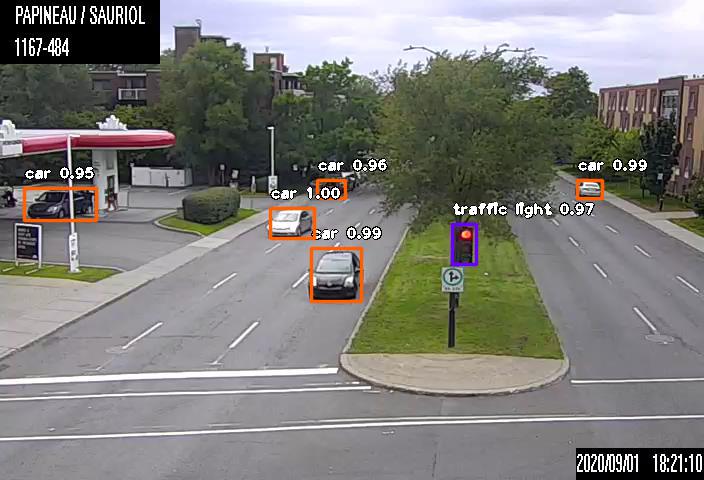 PAPINEAU / SAURIOL
1167-484
car 0.96
car 0.99
car 0.95
car 1.00
traffic light 0.97
car 0.99
2020/09/01 18:21:10